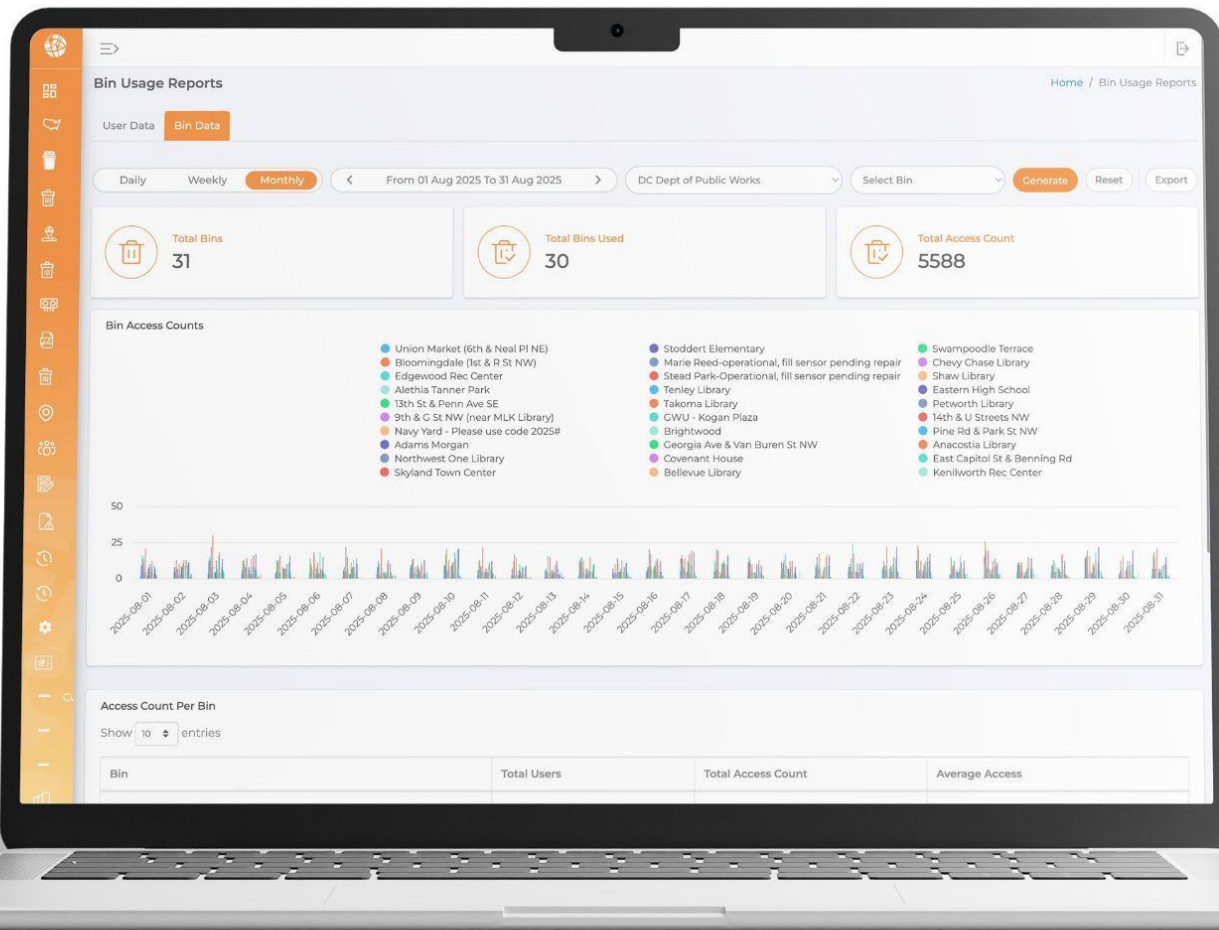 Bin Usage Reports
Home / Bin Usage Reports
User Data Bin Data
Daily Weekly Monthly < From 01 Aug 2025 To 31 Aug 2025 > DC Dept of Public Works Select Bin Generate Reset Export
Total Bins
31
Total Bins Used
30
Total Access Count
5588
Bin Access Counts
Union Market (6th & Neal Pl NE)
Bloomingdale (1st & R St NW)
Edgewood Rec Center
Alethia Tanner Park
13th St & Penn Ave SE
9th & G St NW (near MLK Library)
Navy Yard - Please use code 2025#
Adams Morgan
Northwest One Library
Skyland Town Center
Stoddert Elementary
Marie Reed-operational, fill sensor pending repair
Stead Park-Operational, fill sensor pending repair
Tenley Library
Takoma Library
GWU - Kogan Plaza
Brightwood
Georgia Ave & Van Buren St NW
Covenant House
Bellevue Library
Swampoodle Terrace
Chevy Chase Library
Shaw Library
Eastern High School
Petworth Library
14th & U Streets NW
Pine Rd & Park St NW
Anacostia Library
East Capitol St & Benning Rd
Kenilworth Rec Center
50
25
0
2025-08-01 2025-08-02 2025-08-03 2025-08-04 2025-08-05 2025-08-06 2025-08-07 2025-08-08 2025-08-09 2025-08-10 2025-08-11 2025-08-12 2025-08-13 2025-08-14 2025-08-15 2025-08-16 2025-08-17 2025-08-18 2025-08-19 2025-08-20 2025-08-21 2025-08-22 2025-08-23 2025-08-24 2025-08-25 2025-08-26 2025-08-27 2025-08-28 2025-08-29 2025-08-30 2025-08-31
Access Count Per Bin
Show 10 entries
Bin Total Users Total Access Count Average Access